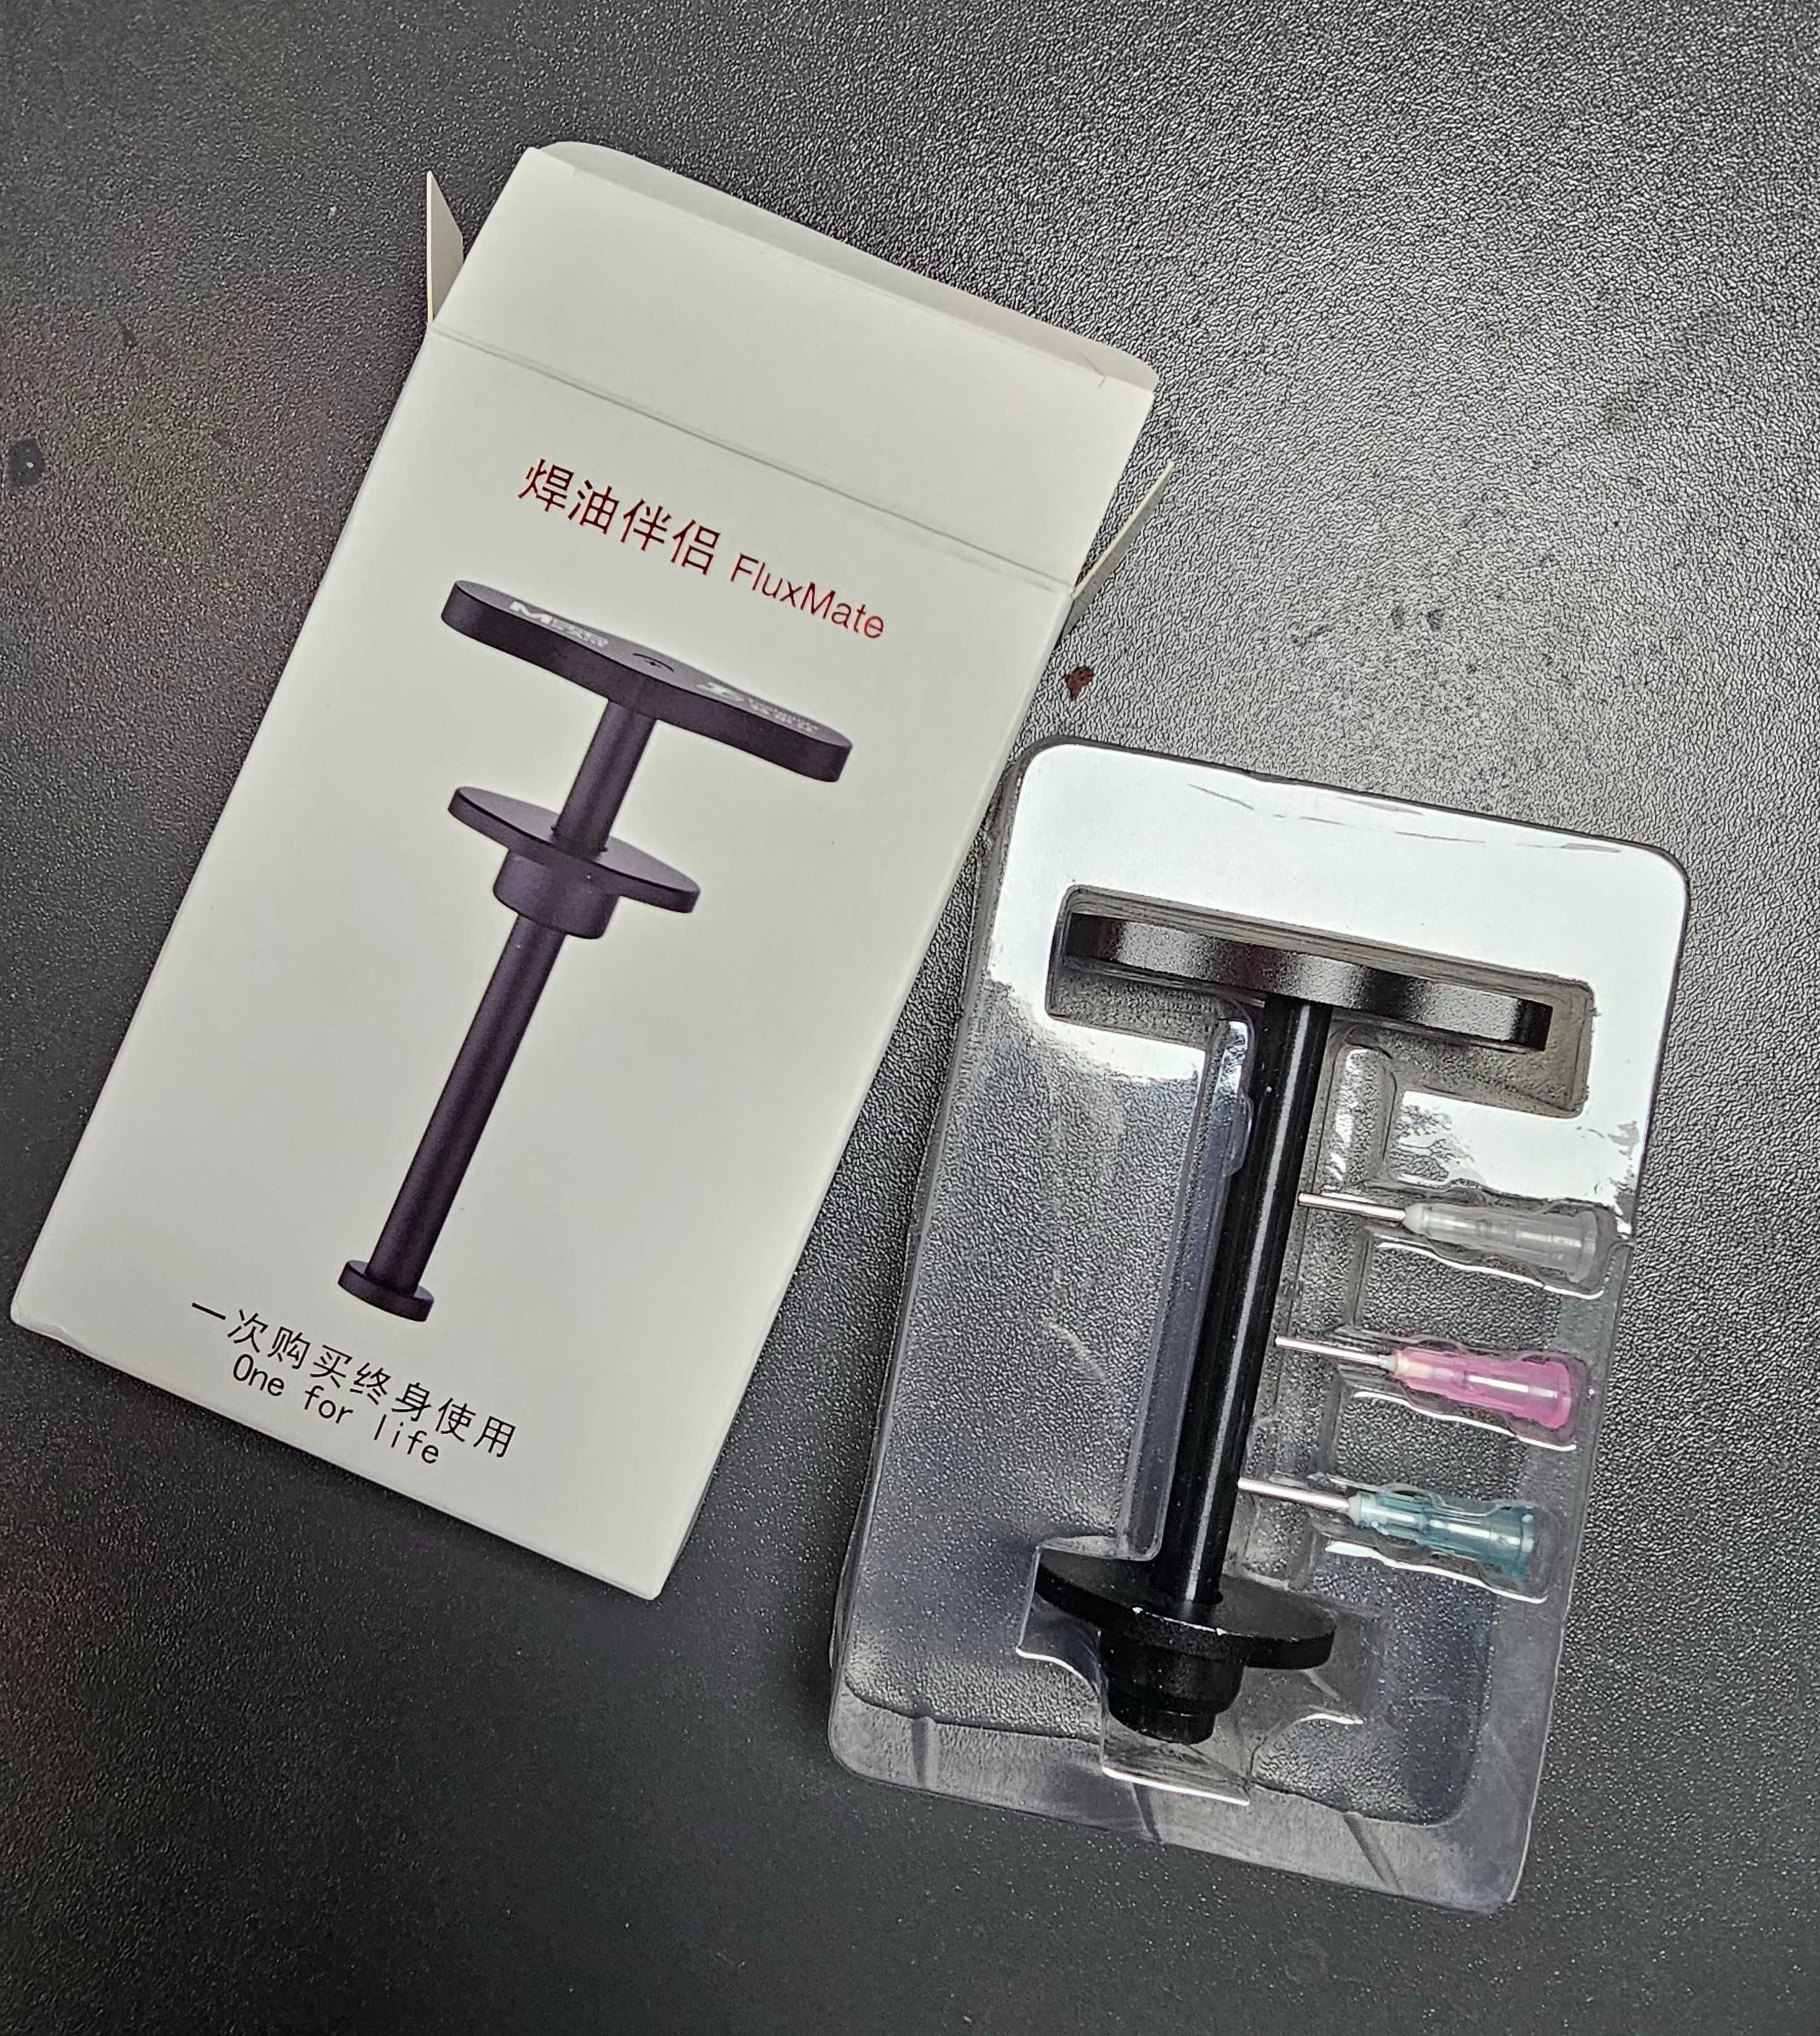 焊油伴侣 FluxMate
一次购买终身使用
One for life